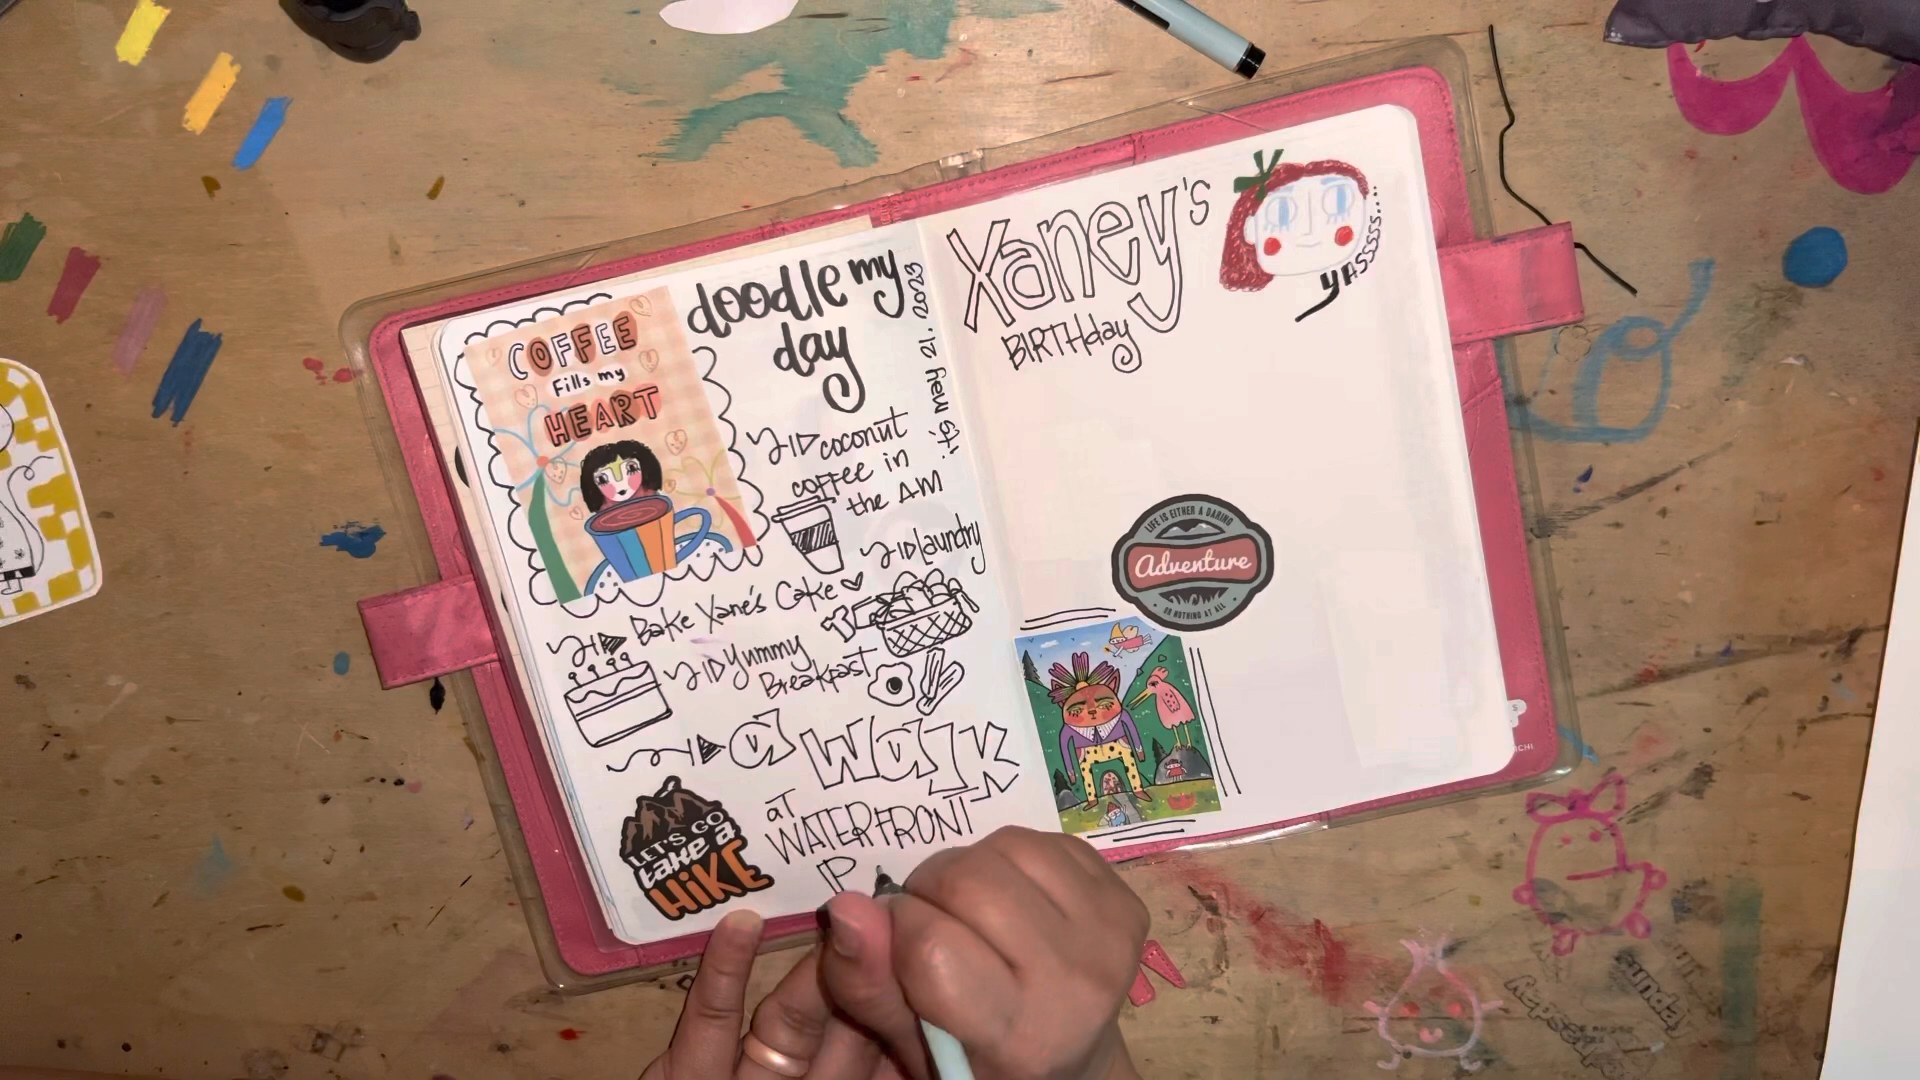 COFFEE
Fills my
HEART
doodle my
day
it's May 21, 2023
coconut
coffee in
the AM
laundry
Bake Xane's Cake
Yummy
Breakfast
a walk
AT
WATERFRONT
P
LET'S GO
take a
HiKE
Xaney's
BIRTHday
YASSSSS....
LIFE IS EITHER A DARING
Adventure
OR NOTHING AT ALL
sunday